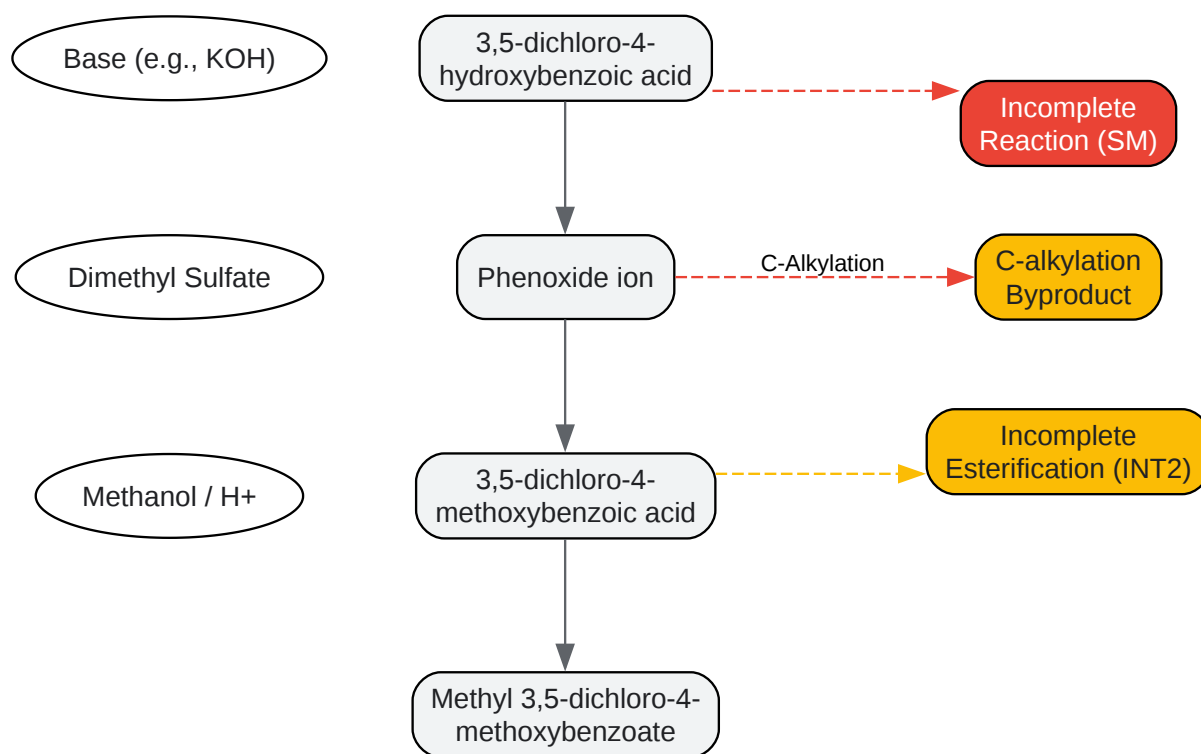 Base (e.g., KOH)
3,5-dichloro-4-
hydroxybenzoic acid
Incomplete
Reaction (SM)
Dimethyl Sulfate
Phenoxide ion
C-Alkylation
C-alkylation
Byproduct
Methanol / H+
3,5-dichloro-4-
methoxybenzoic acid
Incomplete
Esterification (INT2)
Methyl 3,5-dichloro-4-
methoxybenzoate